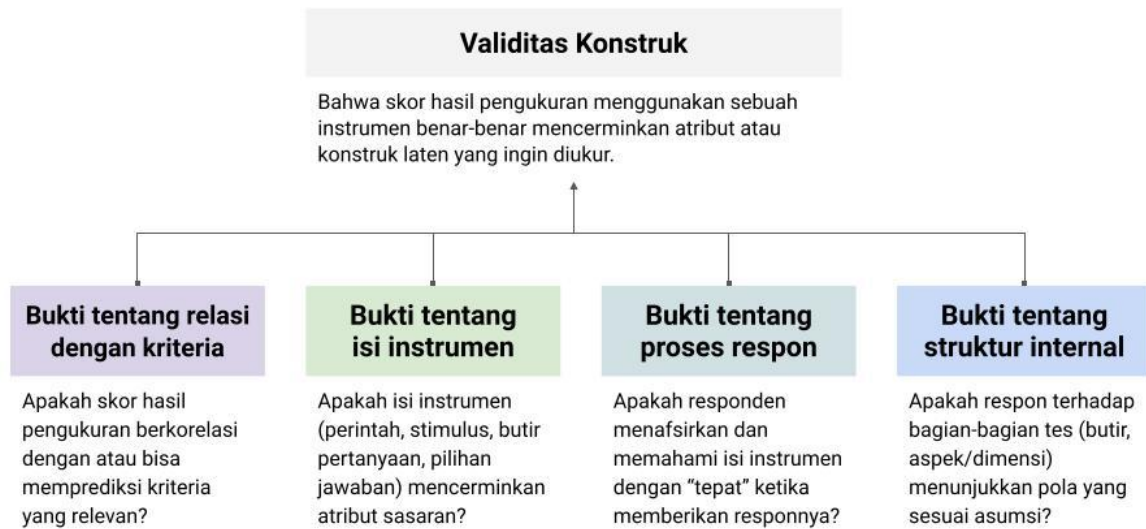 Validitas Konstruk
Bahwa skor hasil pengukuran menggunakan sebuah
instrumen benar-benar mencerminkan atribut atau
konstruk laten yang ingin diukur.
Bukti tentang relasi
dengan kriteria
Apakah skor hasil
pengukuran berkorelasi
dengan atau bisa
memprediksi kriteria
yang relevan?
Bukti tentang
isi instrumen
Apakah isi instrumen
(perintah, stimulus, butir
pertanyaan, pilihan
jawaban) mencerminkan
atribut sasaran?
Bukti tentang
proses respon
Apakah responden
menafsirkan dan
memahami isi instrumen
dengan “tepat” ketika
memberikan responnya?
Bukti tentang
struktur internal
Apakah respon terhadap
bagian-bagian tes (butir,
aspek/dimensi)
menunjukkan pola yang
sesuai asumsi?